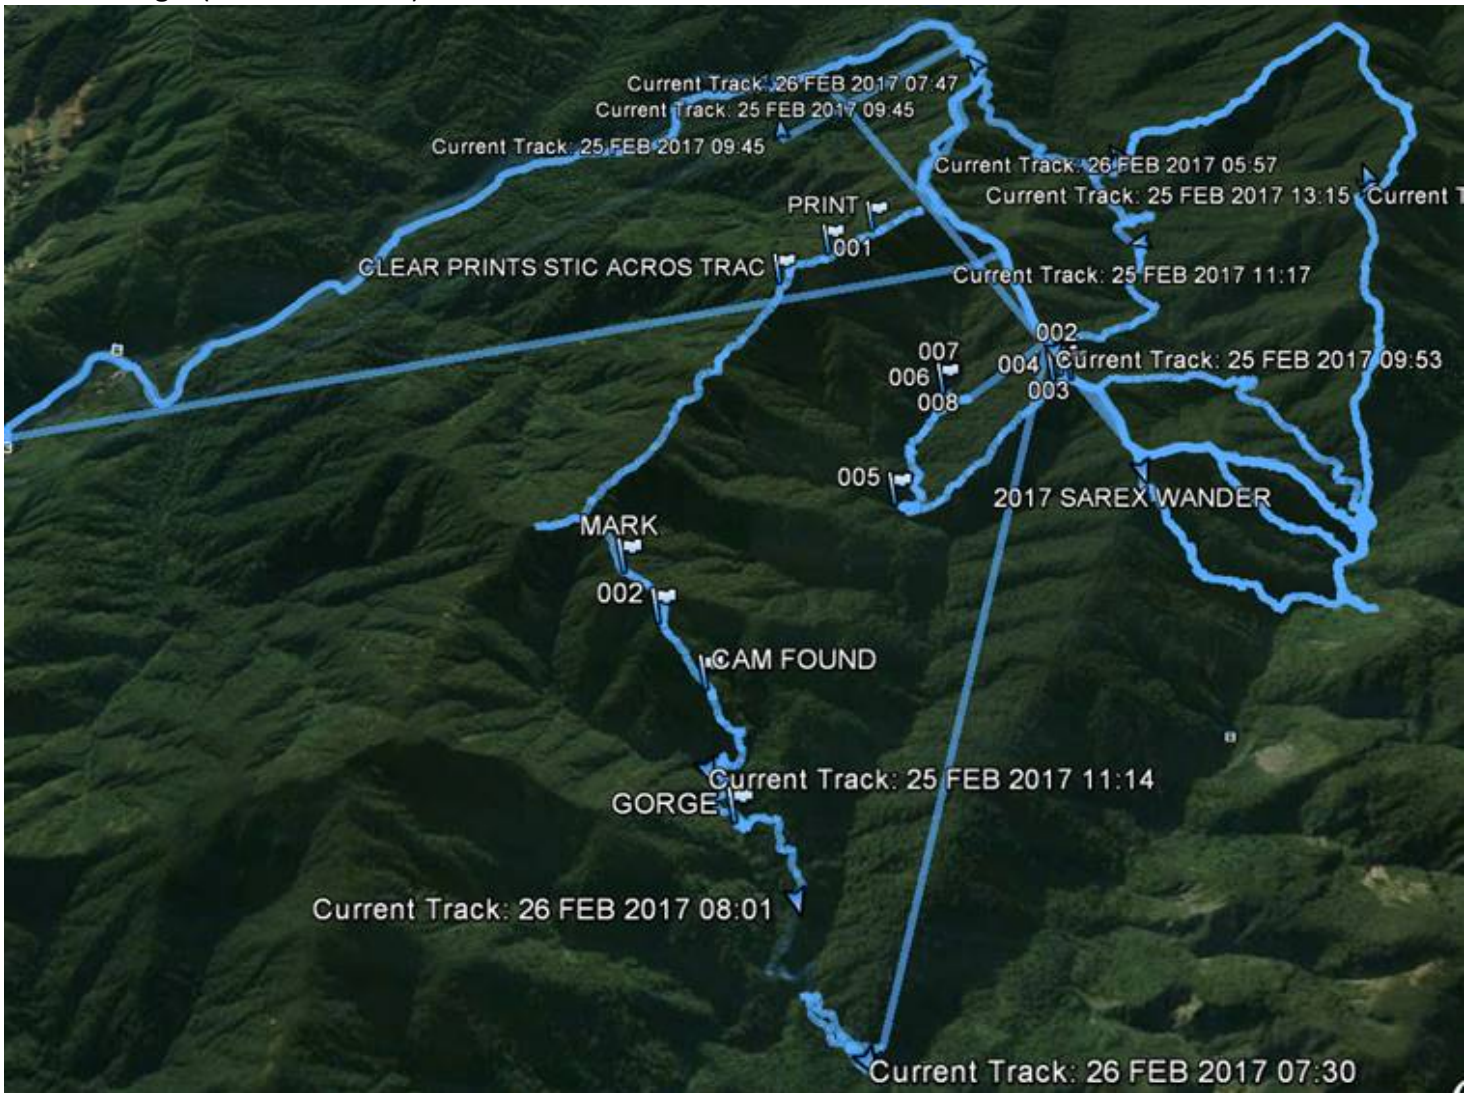 Current Track: 26 FEB 2017 07:47
Current Track: 25 FEB 2017 09:45
Current Track: 25 FEB 2017 09:45
Current Track: 26 FEB 2017 05:57
Current Track: 25 FEB 2017 13:15
Current T
PRINT
001
CLEAR PRINTS STIC ACROS TRAC
Current Track: 25 FEB 2017 11:17
002
007
004
Current Track: 25 FEB 2017 09:53
006
003
008
005
2017 SAREX WANDER
MARK
002
CAM FOUND
Current Track: 25 FEB 2017 11:14
GORGE
Current Track: 26 FEB 2017 08:01
Current Track: 26 FEB 2017 07:30